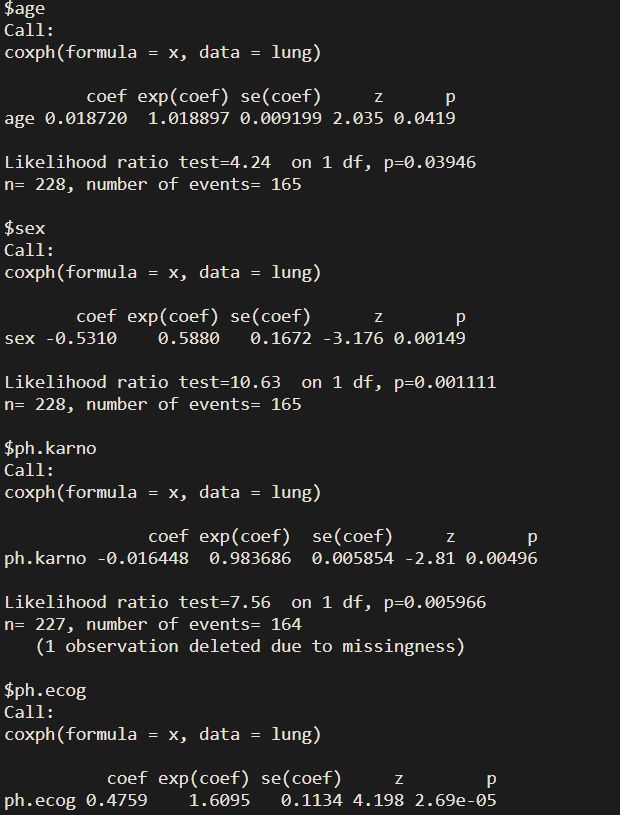 $age
Call:
coxph(formula = x, data = lung)

        coef exp(coef) se(coef)     z      p
age 0.018720  1.018897 0.009199 2.035 0.0419

Likelihood ratio test=4.24  on 1 df, p=0.03946
n= 228, number of events= 165

$sex
Call:
coxph(formula = x, data = lung)

       coef exp(coef) se(coef)      z       p
sex -0.5310    0.5880   0.1672 -3.176 0.00149

Likelihood ratio test=10.63  on 1 df, p=0.001111
n= 228, number of events= 165

$ph.karno
Call:
coxph(formula = x, data = lung)

              coef exp(coef)  se(coef)     z       p
ph.karno -0.016448  0.983686  0.005854 -2.81 0.00496

Likelihood ratio test=7.56  on 1 df, p=0.005966
n= 227, number of events= 164
   (1 observation deleted due to missingness)

$ph.ecog
Call:
coxph(formula = x, data = lung)

          coef exp(coef) se(coef)     z        p
ph.ecog 0.4759    1.6095   0.1134 4.198 2.69e-05